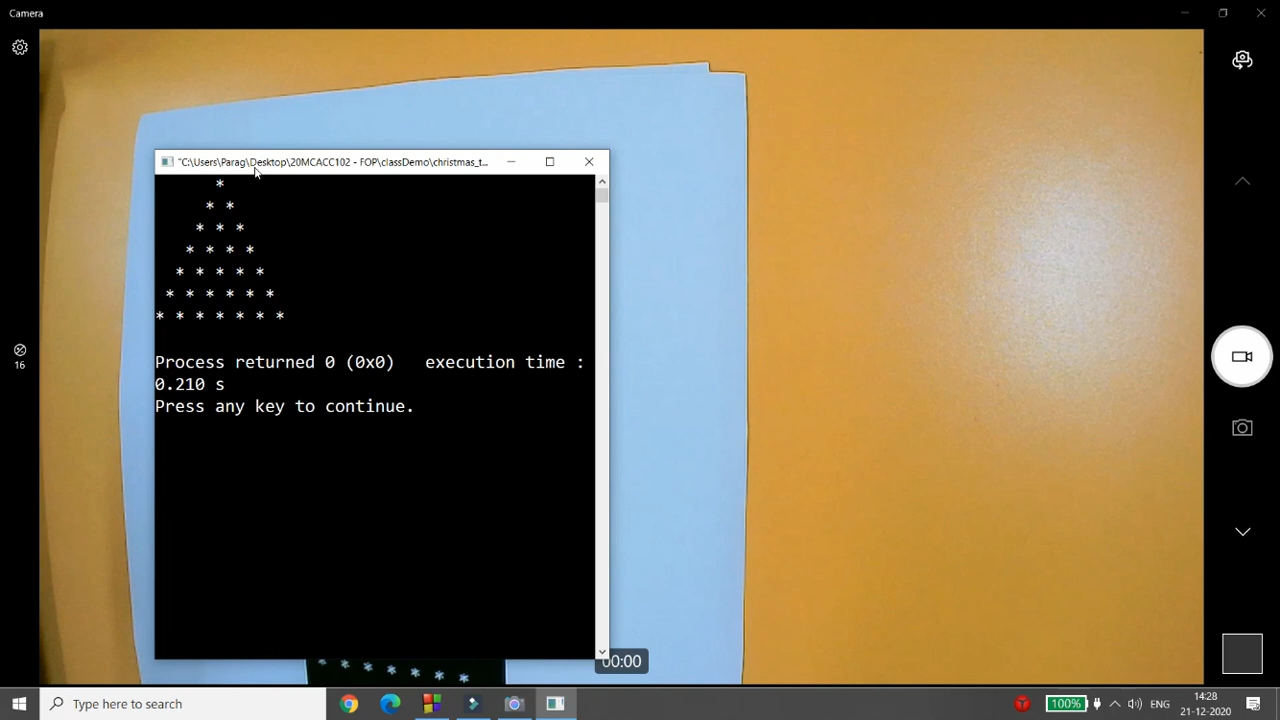 Camera
"C:\Users\Parag\Desktop\20MCACC102 - FOP\classDemo\christmas_t...
*
* *
* * *
* * * *
* * * * *
* * * * * *
* * * * * * *
Process returned 0 (0x0)   execution time :
0.210 s
Press any key to continue.
16
* * * * * * *
00:00
Type here to search
100%
ENG
14:28
21-12-2020